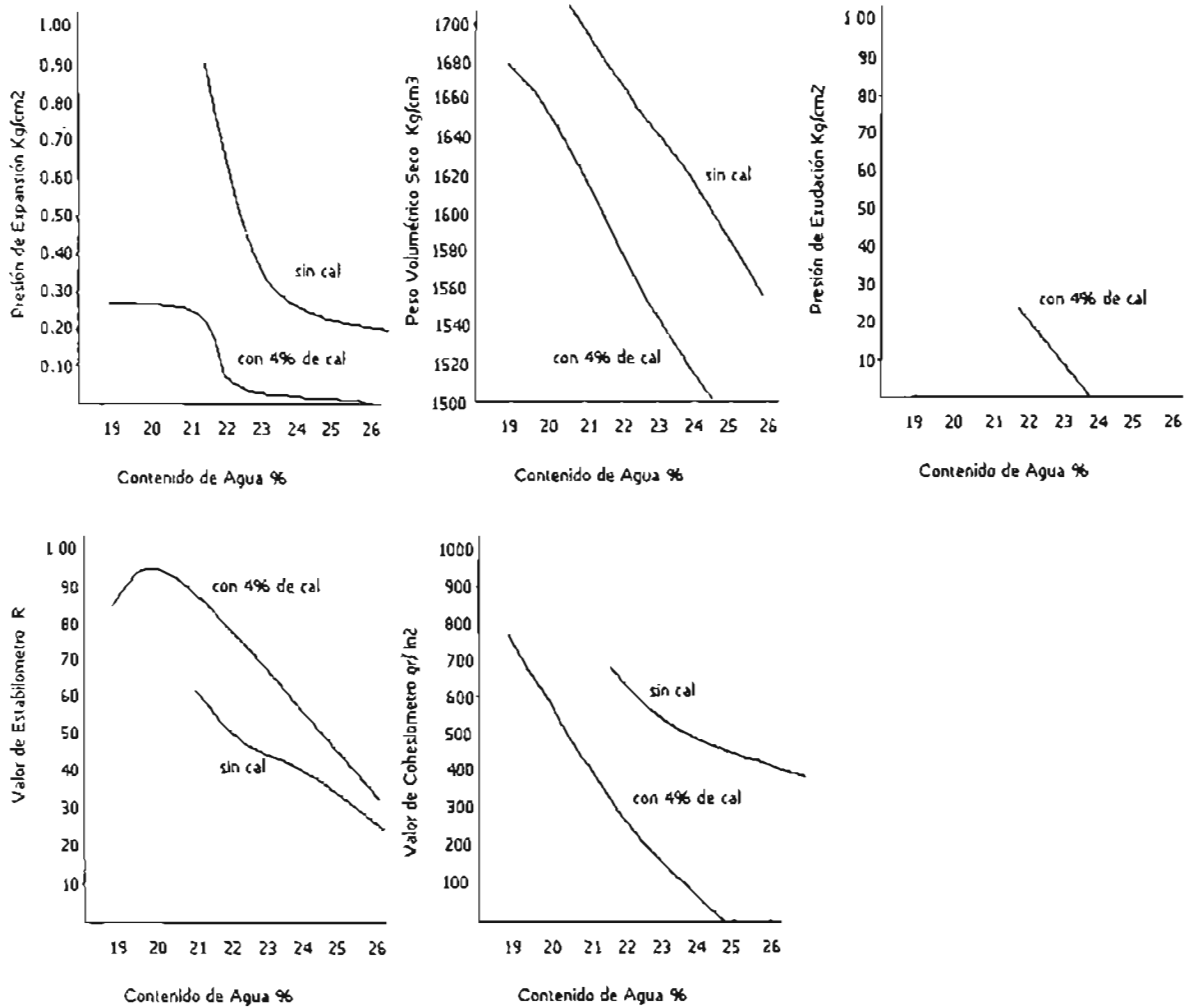 Presión de Expansión Kg/cm2
1.00
0.90
0.80
0.70
0.60
0.50
0.40
0.30
0.20
0.10
sin cal
con 4% de cal
19 20 21 22 23 24 25 26
Contenido de Agua %
Peso Volumétrico Seco Kg/cm3
1700
1680
1660
1640
1620
1600
1580
1560
1540
1520
1500
sin cal
con 4% de cal
19 20 21 22 23 24 25 26
Contenido de Agua %
Presión de Exudación Kg/cm2
1 00
90
80
70
60
50
40
30
20
10
con 4% de cal
19 20 21 22 23 24 25 26
Contenido de Agua %
Valor de Estabilometro R
1 00
90
80
70
60
50
40
30
20
10
con 4% de cal
sin cal
19 20 21 22 23 24 25 26
Contenido de Agua %
Valor de Cohesiometro gr/ in2
1000
900
800
700
600
500
400
300
200
100
sin cal
con 4% de cal
19 20 21 22 23 24 25 26
Contenido de Agua %